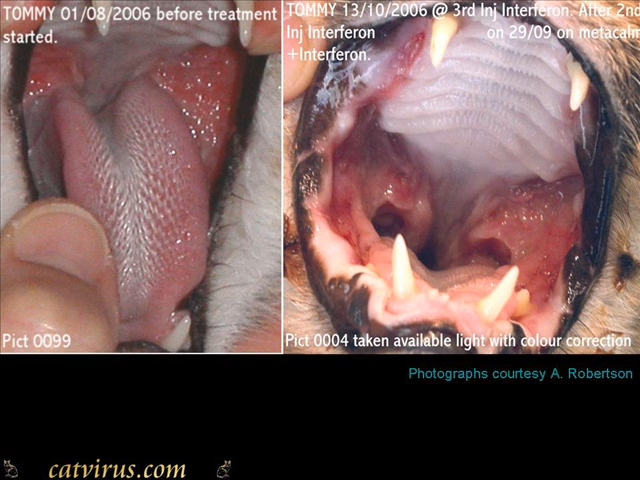 TOMMY 01/08/2006 before treatment
started.
TOMMY 13/10/2006 @ 3rd Inj Interferon. After 2nd
Inj Interferon on 29/09 on metacam
+Interferon.
Pict 0099
Pict 0004 taken available light with colour correction
Photographs courtesy A. Robertson
catvirus.com